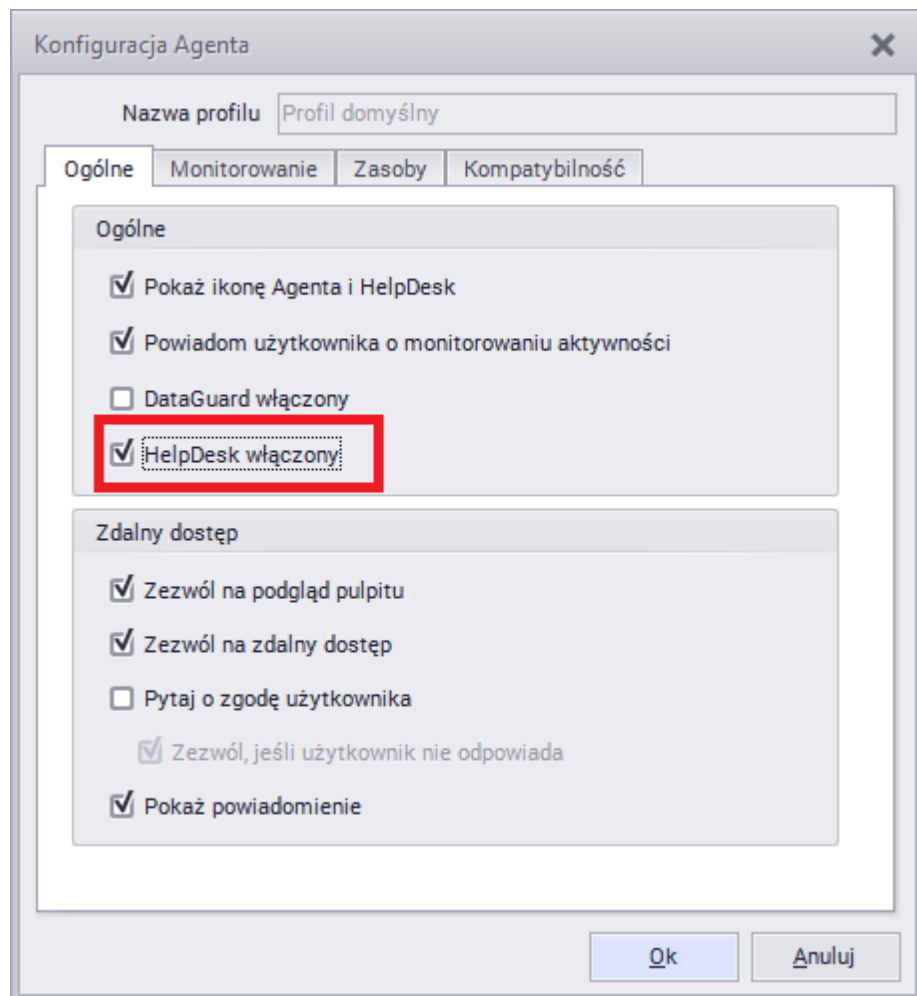 Konfiguracja Agenta
Nazwa profilu Profil domyślny
Ogólne Monitorowanie Zasoby Kompatybilność
Ogólne
Pokaż ikonę Agenta i HelpDesk
Powiadom użytkownika o monitorowaniu aktywności
DataGuard włączony
HelpDesk włączony
Zdalny dostęp
Zezwól na podgląd pulpitu
Zezwól na zdalny dostęp
Pytaj o zgodę użytkownika
Zezwól, jeśli użytkownik nie odpowiada
Pokaż powiadomienie
Ok Anuluj